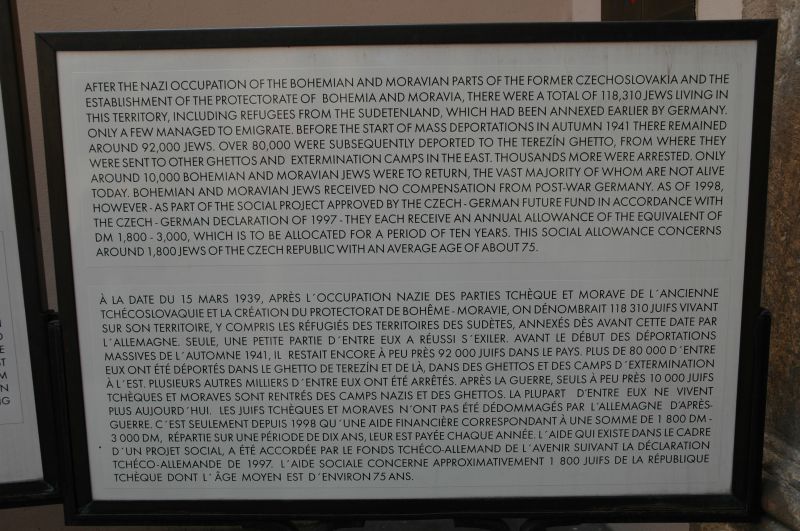 AFTER THE NAZI OCCUPATION OF THE BOHEMIAN AND MORAVIAN PARTS OF THE FORMER CZECHOSLOVAKIA AND THE
ESTABLISHMENT OF THE PROTECTORATE OF BOHEMIA AND MORAVIA, THERE WERE A TOTAL OF 118,310 JEWS LIVING IN
THIS TERRITORY, INCLUDING REFUGEES FROM THE SUDETENLAND, WHICH HAD BEEN ANNEXED EARLIER BY GERMANY.
ONLY A FEW MANAGED TO EMIGRATE. BEFORE THE START OF MASS DEPORTATIONS IN AUTUMN 1941 THERE REMAINED
AROUND 92,000 JEWS. OVER 80,000 WERE SUBSEQUENTLY DEPORTED TO THE TEREZÍN GHETTO, FROM WHERE THEY
WERE SENT TO OTHER GHETTOS AND EXTERMINATION CAMPS IN THE EAST. THOUSANDS MORE WERE ARRESTED. ONLY
AROUND 10,000 BOHEMIAN AND MORAVIAN JEWS WERE TO RETURN, THE VAST MAJORITY OF WHOM ARE NOT ALIVE
TODAY. BOHEMIAN AND MORAVIAN JEWS RECEIVED NO COMPENSATION FROM POST-WAR GERMANY. AS OF 1998,
HOWEVER - AS PART OF THE SOCIAL PROJECT APPROVED BY THE CZECH - GERMAN FUTURE FUND IN ACCORDANCE WITH
THE CZECH - GERMAN DECLARATION OF 1997 - THEY EACH RECEIVE AN ANNUAL ALLOWANCE OF THE EQUIVALENT OF
DM 1,800 - 3,000, WHICH IS TO BE ALLOCATED FOR A PERIOD OF TEN YEARS. THIS SOCIAL ALLOWANCE CONCERNS
AROUND 1,800 JEWS OF THE CZECH REPUBLIC WITH AN AVERAGE AGE OF ABOUT 75.
À LA DATE DU 15 MARS 1939, APRÈS L´OCCUPATION NAZIE DES PARTIES TCHÈQUE ET MORAVE DE L´ANCIENNE
TCHÉCOSLOVAQUIE ET LA CRÉATION DU PROTECTORAT DE BOHÊME - MORAVIE, ON DÉNOMBRAIT 118 310 JUIFS VIVANT
SUR SON TERRITOIRE, Y COMPRIS LES RÉFUGIÉS DES TERRITOIRES DES SUDÈTES, ANNEXÉS DÈS AVANT CETTE DATE PAR
L´ALLEMAGNE. SEULE, UNE PETITE PARTIE D´ENTRE EUX A RÉUSSI S´EXILER. AVANT LE DÉBUT DES DÉPORTATIONS
MASSIVES DE L´AUTOMNE 1941, IL RESTAIT ENCORE À PEU PRÈS 92 000 JUIFS DANS LE PAYS. PLUS DE 80 000 D´ENTRE
EUX ONT ÉTÉ DÉPORTÉS DANS LE GHETTO DE TEREZÍN ET DE LÀ, DANS DES GHETTOS ET DES CAMPS D´EXTERMINATION
À L´EST. PLUSIEURS AUTRES MILLIERS D´ENTRE EUX ONT ÉTÉ ARRÊTÉS. APRÈS LA GUERRE, SEULS À PEU PRÈS 10 000 JUIFS
TCHÈQUES ET MORAVES SONT RENTRÉS DES CAMPS NAZIS ET DES GHETTOS. LA PLUPART D´ENTRE EUX NE VIVENT
PLUS AUJOURD´HUI. LES JUIFS TCHÈQUES ET MORAVES N´ONT PAS ÉTÉ DÉDOMMAGÉS PAR L´ALLEMAGNE D´APRÈS-
GUERRE. C´EST SEULEMENT DEPUIS 1998 QU´UNE AIDE FINANCIÈRE CORRESPONDANT À UNE SOMME DE 1 800 DM -
3 000 DM, RÉPARTIE SUR UNE PÉRIODE DE DIX ANS, LEUR EST PAYÉE CHAQUE ANNÉE. L´AIDE QUI EXISTE DANS LE CADRE
D´UN PROJET SOCIAL, A ÉTÉ ACCORDÉE PAR LE FONDS TCHÉCO-ALLEMAND DE L´AVENIR SUIVANT LA DÉCLARATION
TCHÉCO-ALLEMANDE DE 1997. L´AIDE SOCIALE CONCERNE APPROXIMATIVEMENT 1 800 JUIFS DE LA RÉPUBLIQUE
TCHÈQUE DONT L´ÂGE MOYEN EST D´ENVIRON 75 ANS.